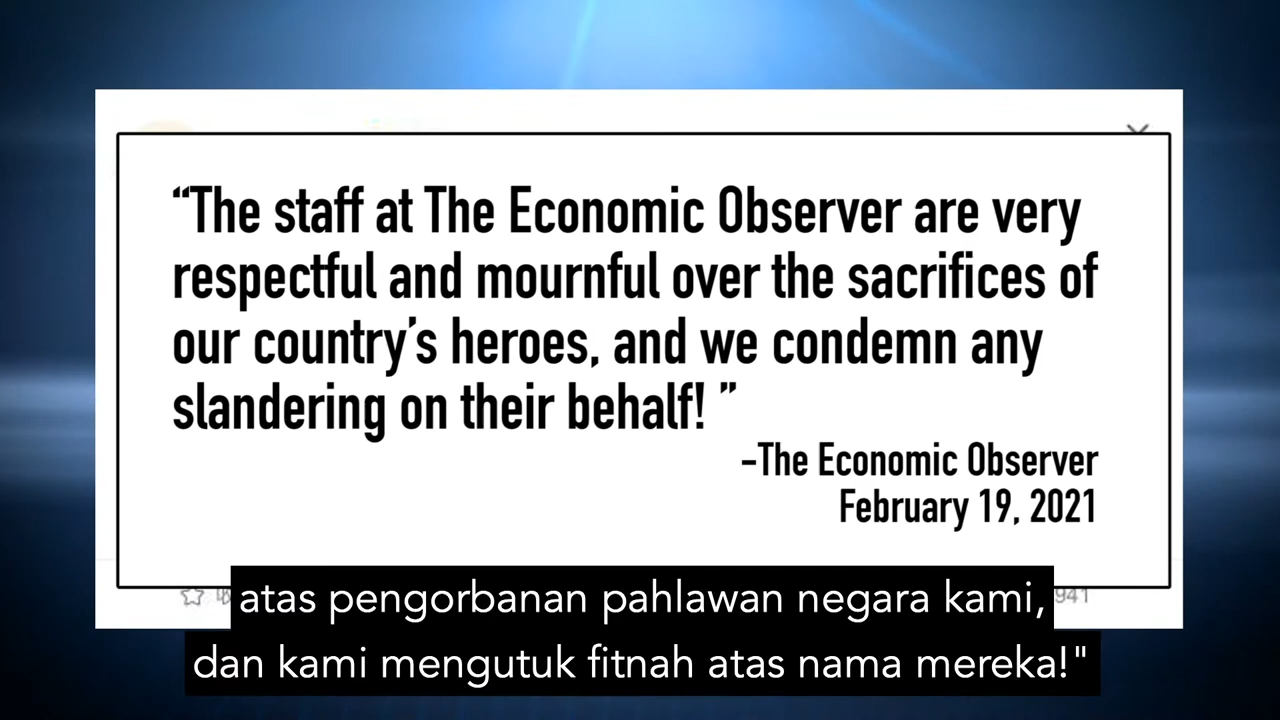 “The staff at The Economic Observer are very
respectful and mournful over the sacrifices of
our country’s heroes, and we condemn any
slandering on their behalf! ”
-The Economic Observer
February 19, 2021
941
atas pengorbanan pahlawan negara kami,
dan kami mengutuk fitnah atas nama mereka!"